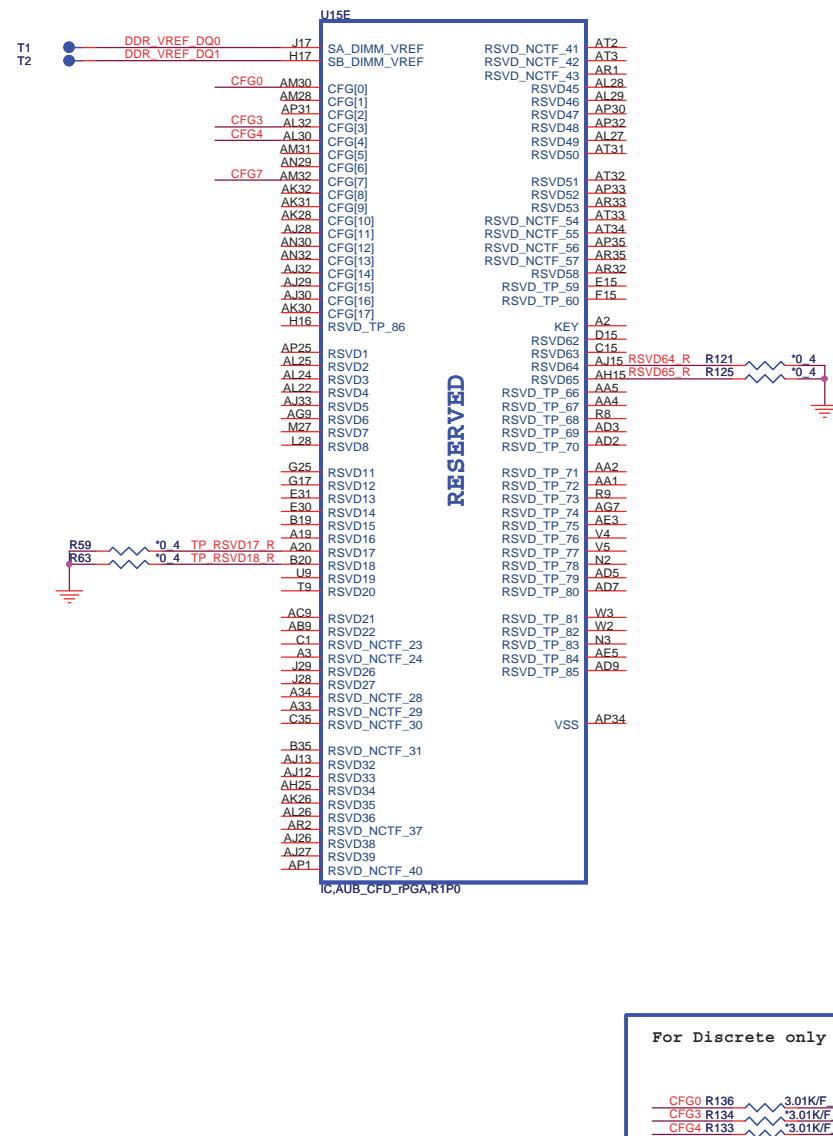 U15E
T1 DDR_VREF_DQ0 J17 SA_DIMM_VREF
T2 DDR_VREF_DQ1 H17 SB_DIMM_VREF
CFG0 AM30 CFG[0]
AM28 CFG[1]
AP31 CFG[2]
CFG3 AL32 CFG[3]
CFG4 AL30 CFG[4]
AM31 CFG[5]
AN29 CFG[6]
CFG7 AM32 CFG[7]
AK32 CFG[8]
AK31 CFG[9]
AK28 CFG[10]
AJ28 CFG[11]
AN30 CFG[12]
AN32 CFG[13]
AJ32 CFG[14]
AJ29 CFG[15]
AJ30 CFG[16]
AK30 CFG[17]
H16 RSVD_TP_86
AP25 RSVD1
AL25 RSVD2
AL24 RSVD3
AL22 RSVD4
AJ33 RSVD5
AG9 RSVD6
M27 RSVD7
L28 RSVD8
G25 RSVD11
G17 RSVD12
E31 RSVD13
E30 RSVD14
B19 RSVD15
A19 RSVD16
R59 *0_4 TP_RSVD17_R A20 RSVD17
R63 *0_4 TP_RSVD18_R B20 RSVD18
U9 RSVD19
T9 RSVD20
AC9 RSVD21
AB9 RSVD22
C1 RSVD_NCTF_23
A3 RSVD_NCTF_24
J29 RSVD26
J28 RSVD27
A34 RSVD_NCTF_28
A33 RSVD_NCTF_29
C35 RSVD_NCTF_30
B35 RSVD_NCTF_31
AJ13 RSVD32
AJ12 RSVD33
AH25 RSVD34
AK26 RSVD35
AL26 RSVD36
AR2 RSVD_NCTF_37
AJ26 RSVD38
AJ27 RSVD39
AP1 RSVD_NCTF_40
RESERVED
RSVD_NCTF_41 AT2
RSVD_NCTF_42 AT3
RSVD_NCTF_43 AR1
RSVD45 AL28
RSVD46 AL29
RSVD47 AP30
RSVD48 AP32
RSVD49 AL27
RSVD50 AT31
RSVD51 AT32
RSVD52 AP33
RSVD53 AR33
RSVD_NCTF_54 AT33
RSVD_NCTF_55 AT34
RSVD_NCTF_56 AP35
RSVD_NCTF_57 AR35
RSVD58 AR32
RSVD_TP_59 E15
RSVD_TP_60 F15
KEY A2
RSVD62 D15
RSVD63 C15
RSVD64 AJ15 RSVD64_R R121 *0_4
RSVD65 AH15 RSVD65_R R125 *0_4
RSVD_TP_66 AA5
RSVD_TP_67 AA4
RSVD_TP_68 R8
RSVD_TP_69 AD3
RSVD_TP_70 AD2
RSVD_TP_71 AA2
RSVD_TP_72 AA1
RSVD_TP_73 R9
RSVD_TP_74 AG7
RSVD_TP_75 AE3
RSVD_TP_76 V4
RSVD_TP_77 V5
RSVD_TP_78 N2
RSVD_TP_79 AD5
RSVD_TP_80 AD7
RSVD_TP_81 W3
RSVD_TP_82 W2
RSVD_TP_83 N3
RSVD_TP_84 AE5
RSVD_TP_85 AD9
VSS AP34
IC,AUB_CFD_rPGA,R1P0
For Discrete only
CFG0 R136 3.01K/F_
CFG3 R134 *3.01K/F
CFG4 R133 *3.01K/F